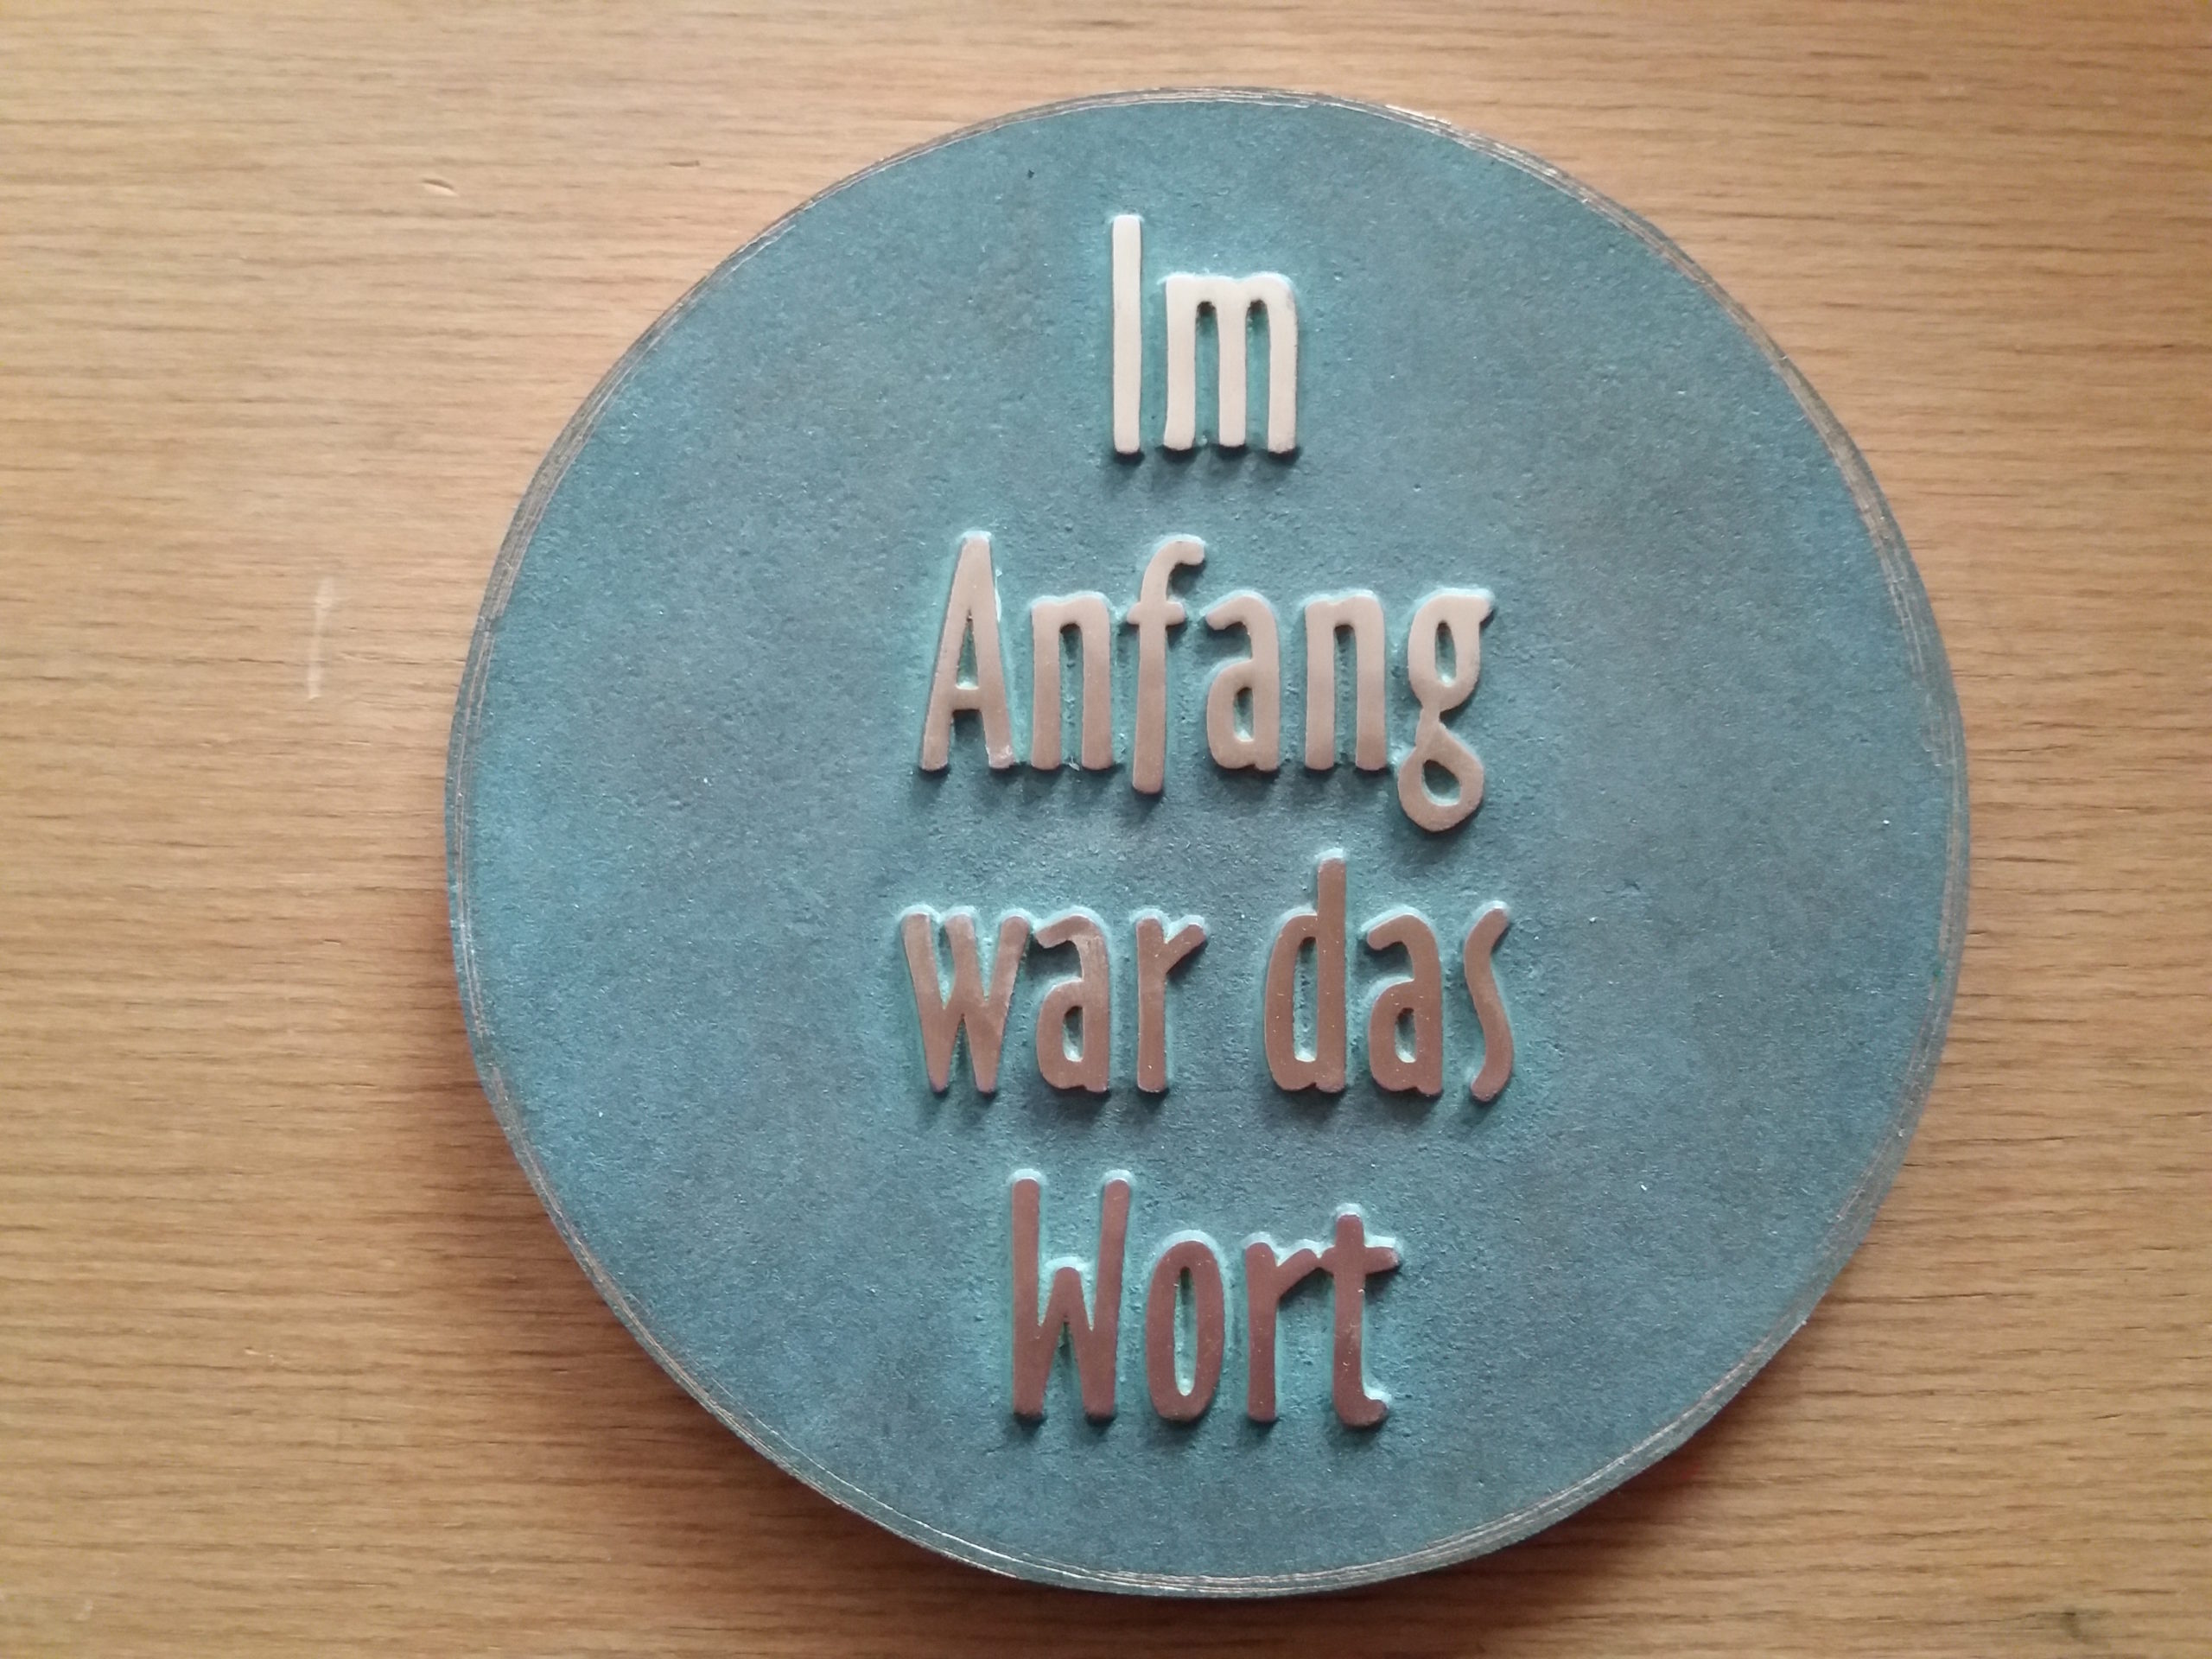 Im
Anfang
war das
Wort